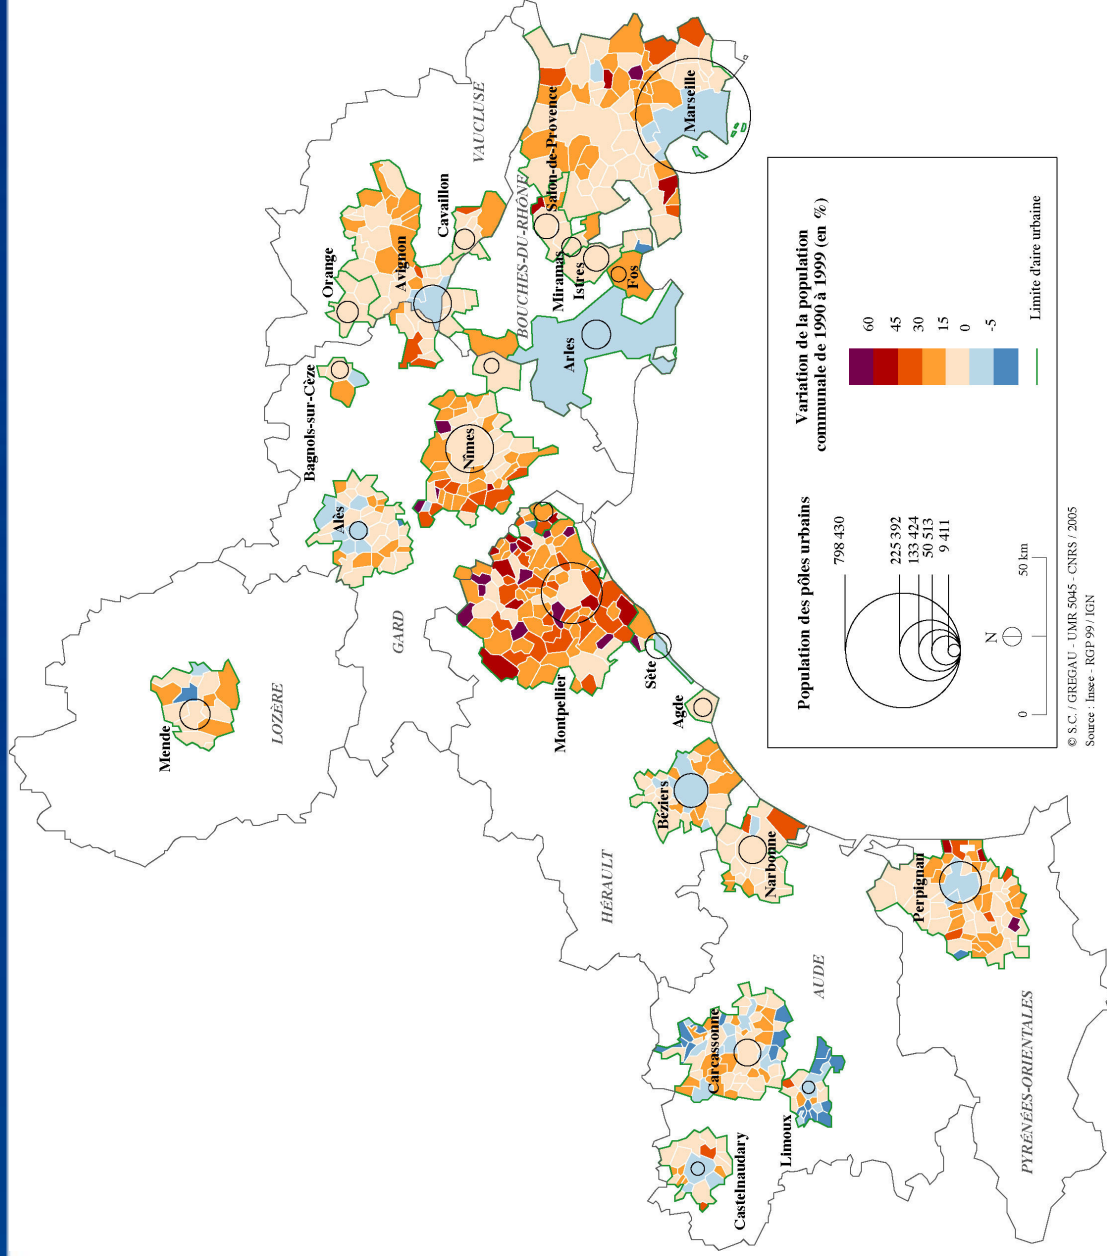 Mende
LOZÈRE
Alès
Bagnols-sur-Cèze
Orange
Avignon
VAUCLUSE
Cavaillon
GARD
Nîmes
BOUCHES-DU-RHÔNE
Salon-de-Provence
Miramas
Istres
Fos
Arles
Marseille
Montpellier
Sète
Agde
HÉRAULT
Béziers
Narbonne
Carcassonne
AUDE
Castelnaudary
Limoux
Perpignan
PYRÉNÉES-ORIENTALES
Population des pôles urbains
798 430
225 392
133 424
50 513
9 411
Variation de la population
communale de 1990 à 1999 (en %)
60
45
30
15
0
-5
Limite d'aire urbaine
N
0
50 km
© S.C. / GREGAU - UMR 5045 - CNRS / 2005
Source : Insee - RGP 99 / IGN